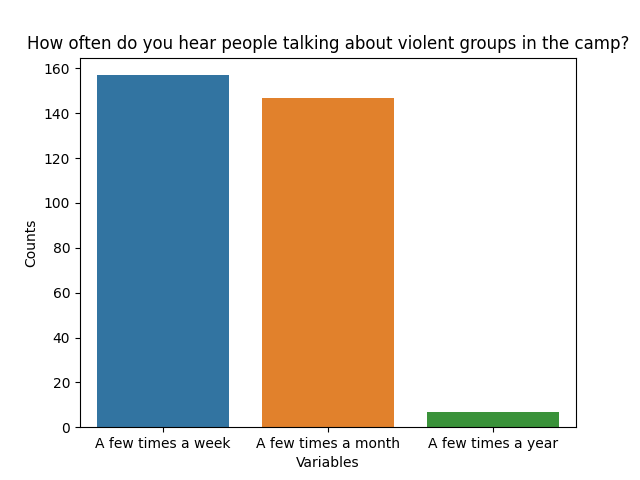 How often do you hear people talking about violent groups in the camp?
160
140
120
100
80
60
40
20
0
Counts
A few times a week A few times a month A few times a year
Variables